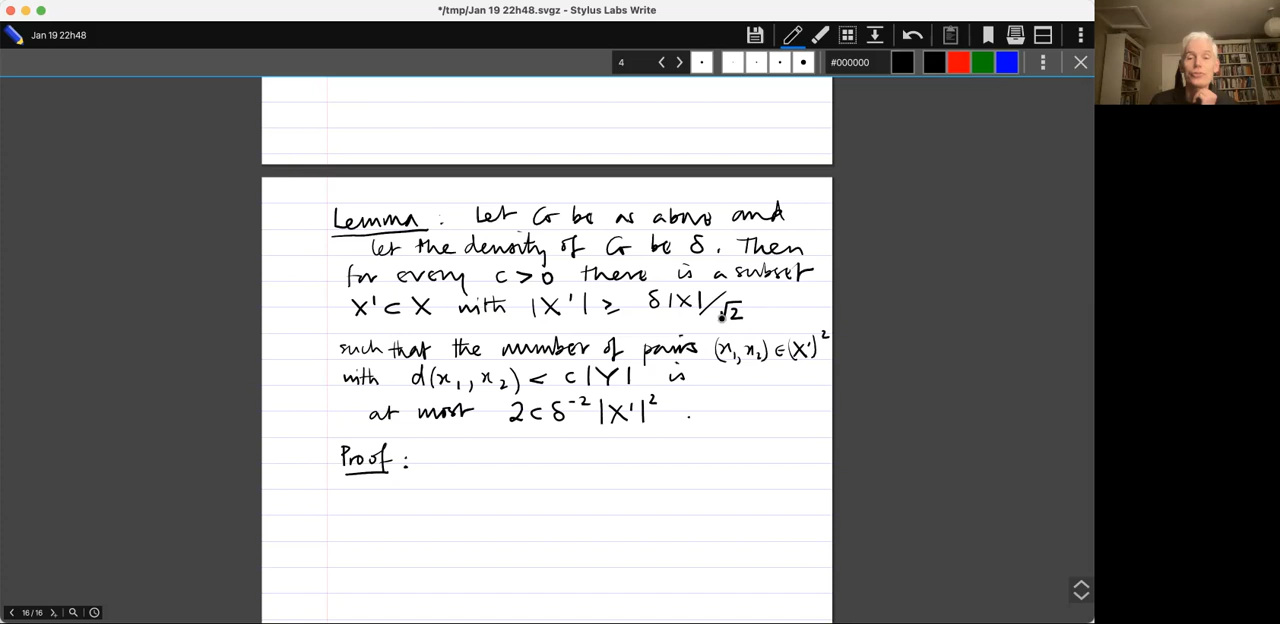 */tmp/Jan 19 22h48.svgz - Stylus Labs Write
Jan 19 22h48
4
#000000
Lemma : Let G be as above and
let the density of G be δ. Then
for every c > 0 there is a subset
X' ⊂ X with |X'| ≥ δ|X|/√2
such that the number of pairs (x₁, x₂) ∈ (X')²
with d(x₁, x₂) < c|Y| is
at most 2cδ⁻²|X'|².
Proof :
16/16